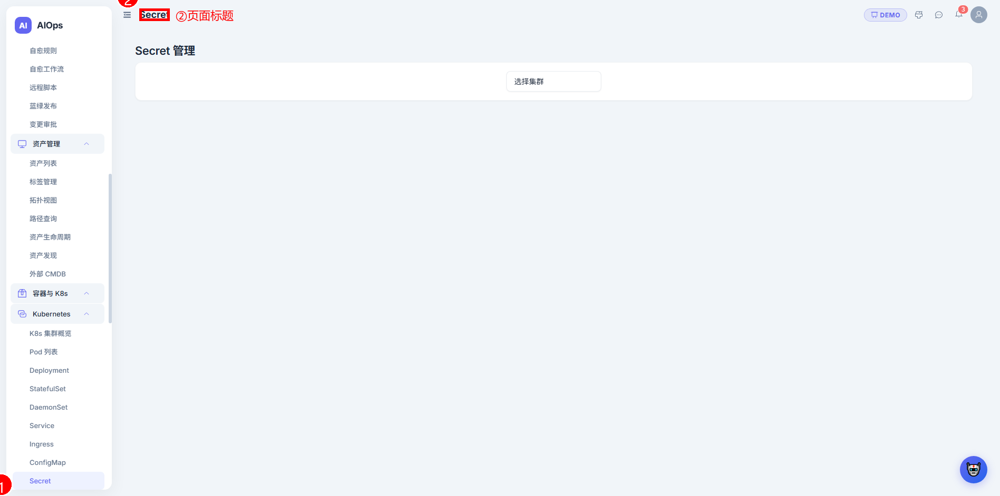 2
Secret
②页面标题
DEMO
3
AI
AIOps
自愈规则
自愈工作流
远程脚本
蓝绿发布
变更审批
资产管理
资产列表
标签管理
拓扑视图
路径查询
资产生命周期
资产发现
外部 CMDB
容器与 K8s
Kubernetes
K8s 集群概览
Pod 列表
Deployment
StatefulSet
DaemonSet
Service
Ingress
ConfigMap
Secret
1
Secret 管理
选择集群